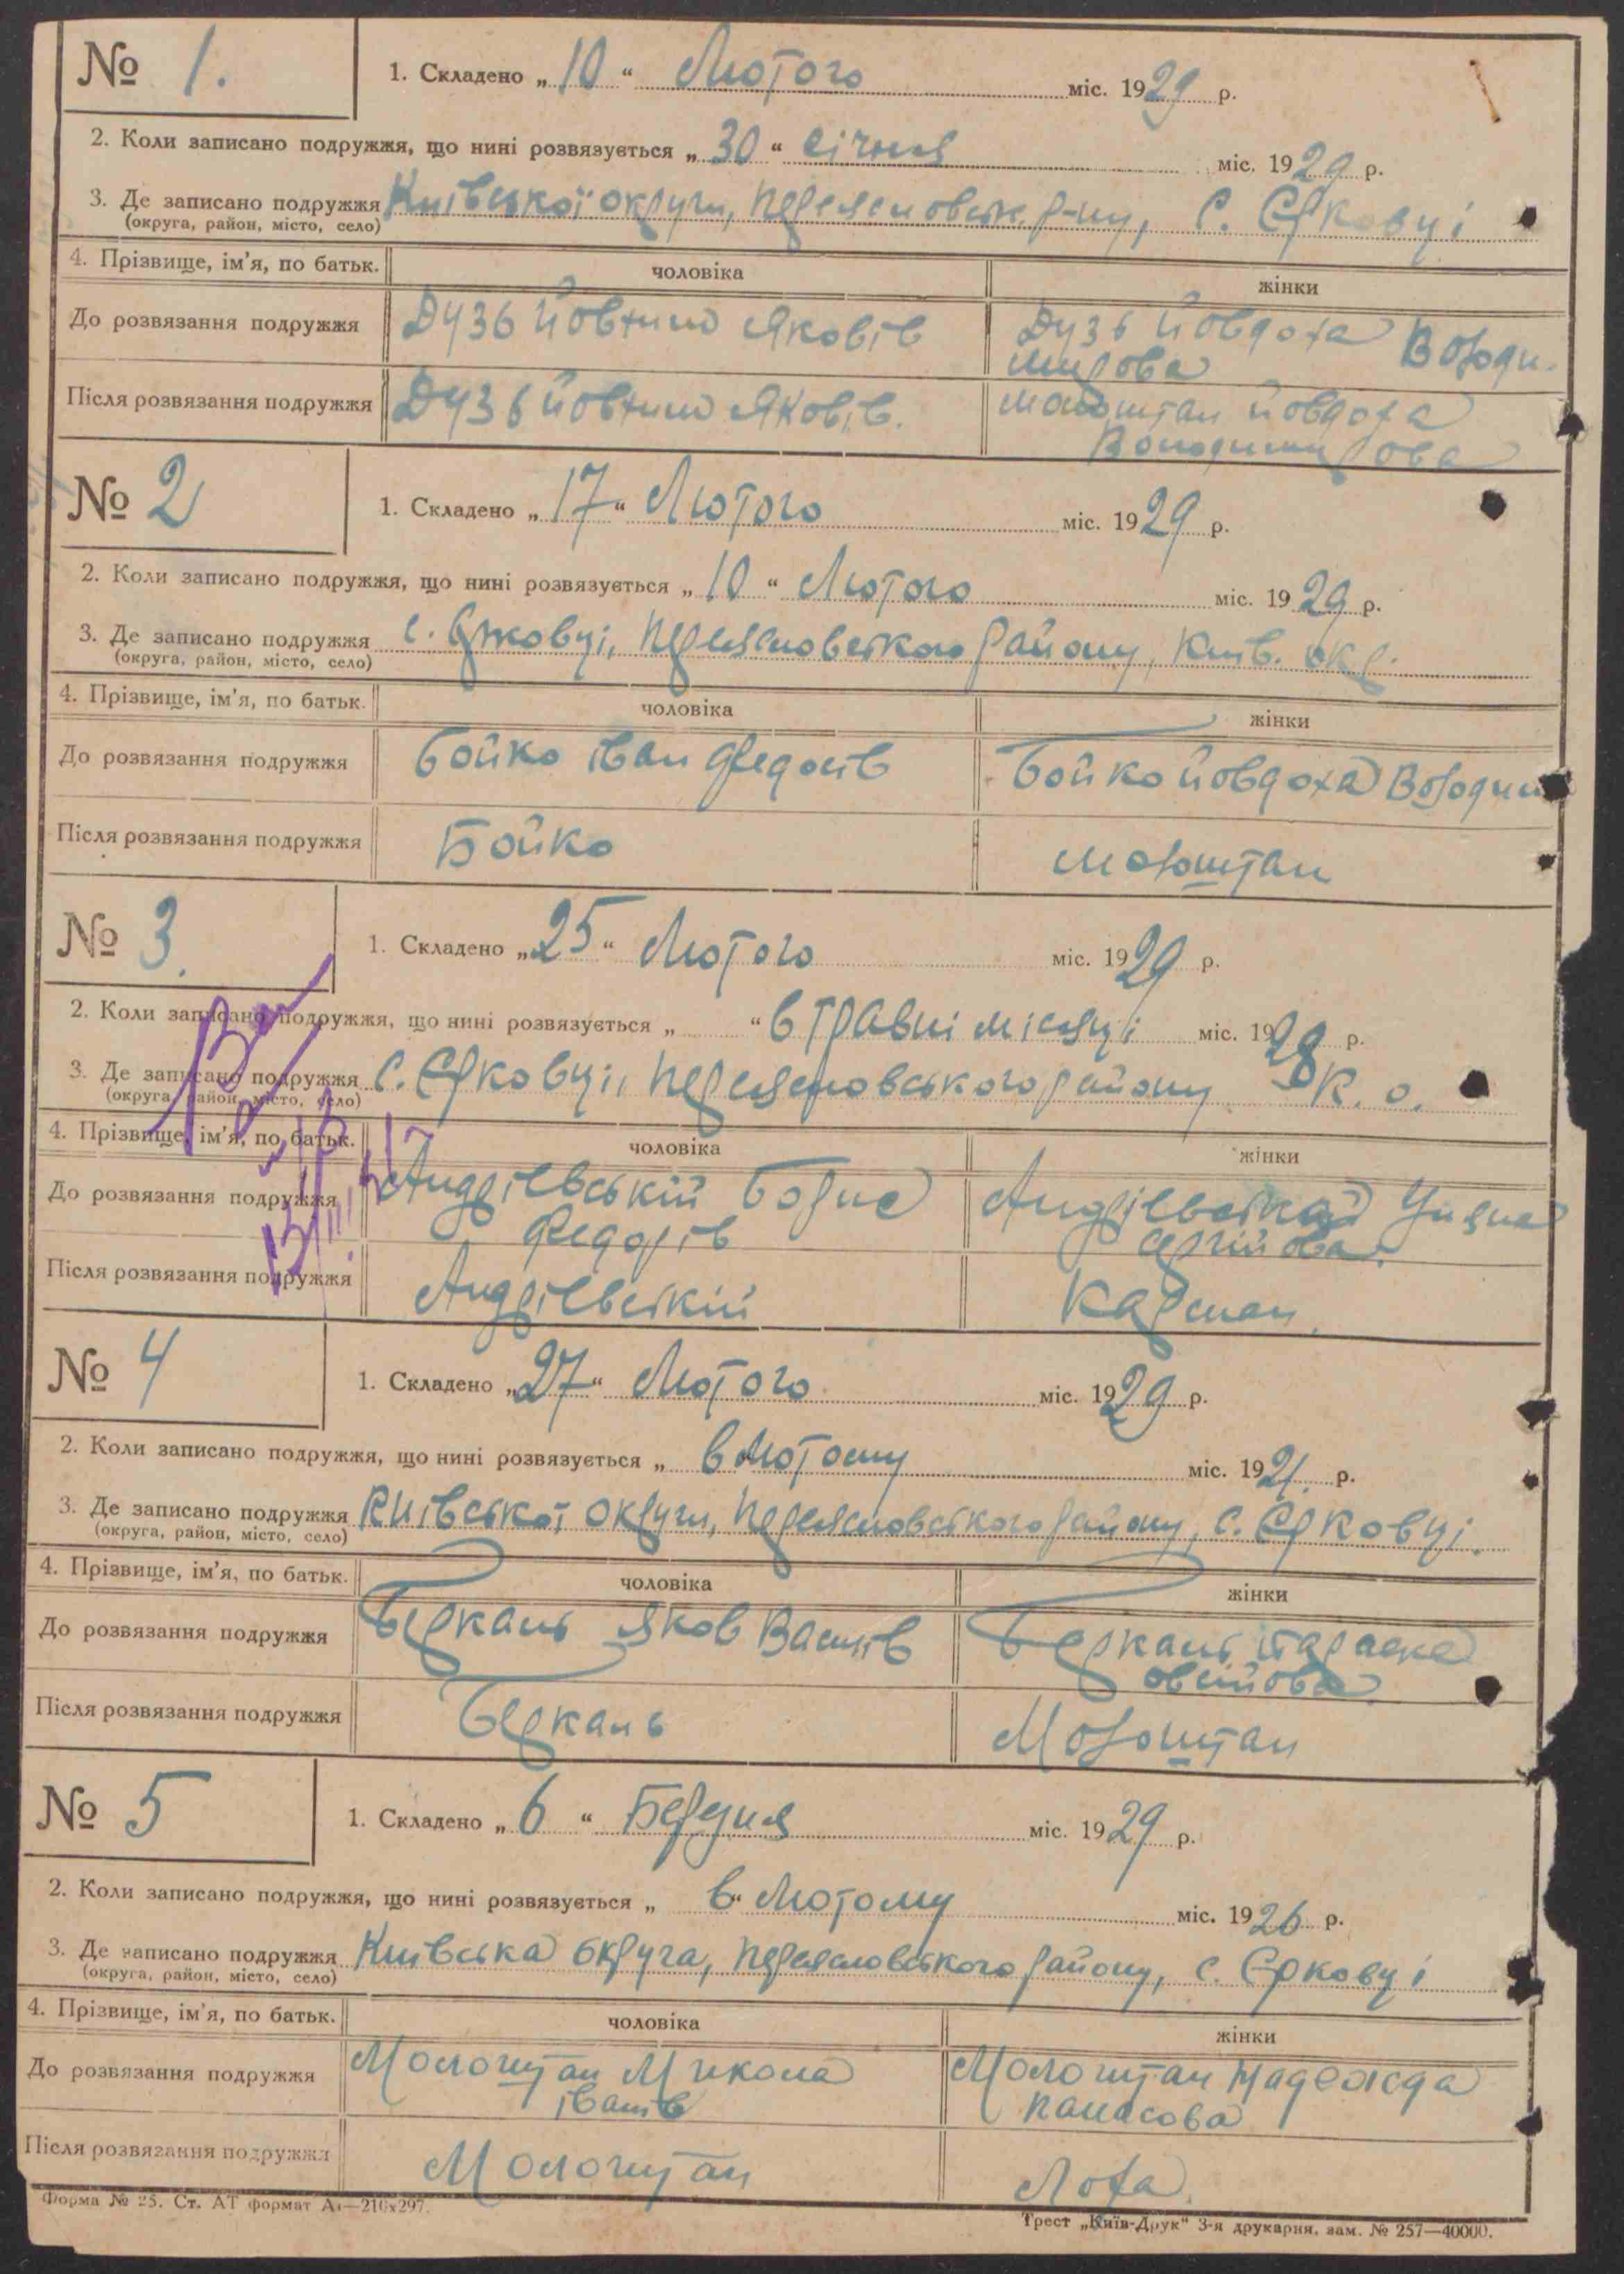 № 1. 1. Складено „10“ Лютого міс. 1929 р.
2. Коли записано подружжя, що нині розвязується „30“ січня міс. 1929 р.
3. Де записано подружжя Київської округи, Переяславськ. р-ну, с. Єрковці
(округа, район, місто, село)
4. Прізвище, ім'я, по батьк. чоловіка жінки
До розвязання подружжя Дузь Йовхим Яковів Дузь Йовдоха Володи-
мирова
Після розвязання подружжя Дузь Йовхим Яковів. Молоштан Йовдоха
Володимирова
№ 2 1. Складено „17“ Лютого міс. 1929 р.
2. Коли записано подружжя, що нині розвязується „10“ Лютого міс. 1929 р.
3. Де записано подружжя с. Єрковці, Переясловського району, Київ. окр.
(округа, район, місто, село)
4. Прізвище, ім'я, по батьк. чоловіка жінки
До розвязання подружжя Бойко Іван Федосів Бойко Йовдоха Володим
Після розвязання подружжя Бойко Молоштан
№ 3. 1. Складено „25“ Лютого міс. 1929 р.
2. Коли записано подружжя, що нині розвязується „ “ в травні місяці міс. 1928 р.
3. Де записано подружжя с. Єрковці, Переясловського району К. о.
(округа, район, місто, село)
4. Прізвище, ім'я, по батьк. чоловіка жінки
До розвязання подружжя Андрієвській Борис Андрієвська
Федорів Сергійова.
Після розвязання подружжя Андрієвській Карман.
№ 4 1. Складено „27“ Лютого міс. 1929 р.
2. Коли записано подружжя, що нині розвязується „ в Лютому міс. 1921. р.
3. Де записано подружжя Київської округи, Переясловського району, с. Єрковці.
(округа, район, місто, село)
4. Прізвище, ім'я, по батьк. чоловіка жінки
До розвязання подружжя Беркань Яков Василів Беркань Параска
Овсійова
Після розвязання подружжя Беркань Молоштан
№ 5 1. Складено „6“ Березня міс. 1929 р.
2. Коли записано подружжя, що нині розвязується „ в“ Лютому міс. 1926 р.
3. Де записано подружжя Київська округа, Переясловського району, с. Єрковці
(округа, район, місто, село)
4. Прізвище, ім'я, по батьк. чоловіка жінки
До розвязання подружжя Молоштан Микола Молоштан Надежда
Іванів Панасова
Після розвязання подружжя Молоштан Лоха.
Форма № 25. Ст. АТ формат А4—210х297.
Трест „Київ-Друк“ 3-я друкарня, зам. № 257—40000.